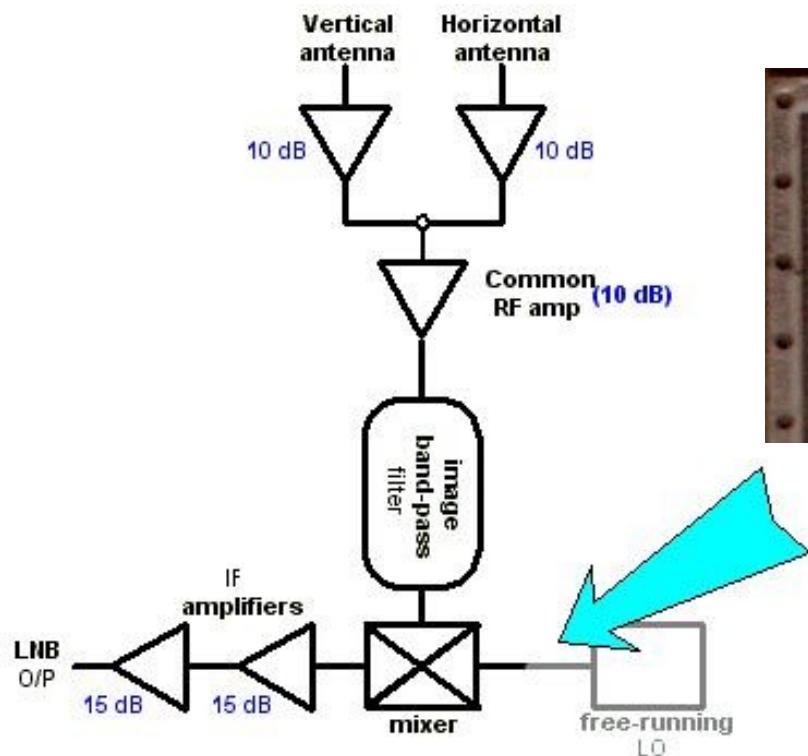 Vertical antenna
Horizontal antenna
10 dB
10 dB
Common
RF amp (10 dB)
image
band-pass
filter
IF
amplifiers
LNB
O/P
15 dB
15 dB
mixer
free-running
LO